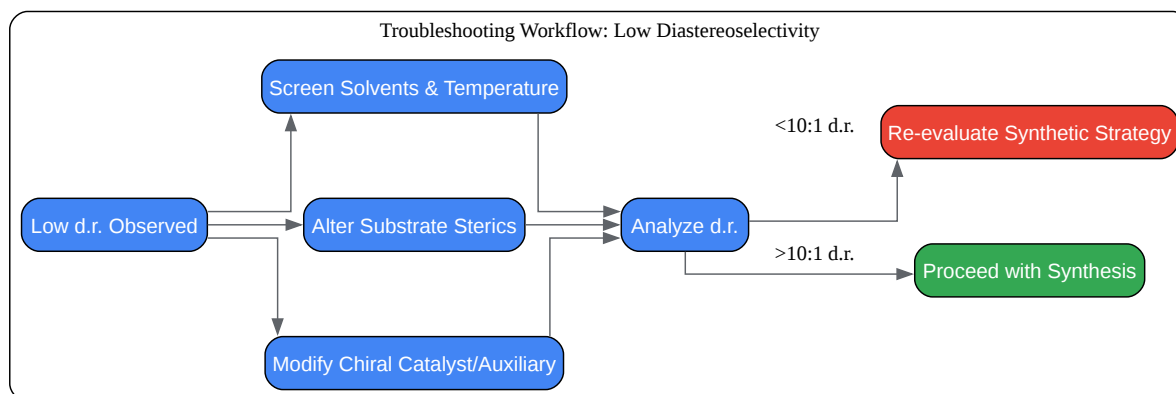 Troubleshooting Workflow: Low Diastereoselectivity
Screen Solvents & Temperature
<10:1 d.r.
Re-evaluate Synthetic Strategy
Low d.r. Observed
Alter Substrate Sterics
Analyze d.r.
>10:1 d.r.
Proceed with Synthesis
Modify Chiral Catalyst/Auxiliary